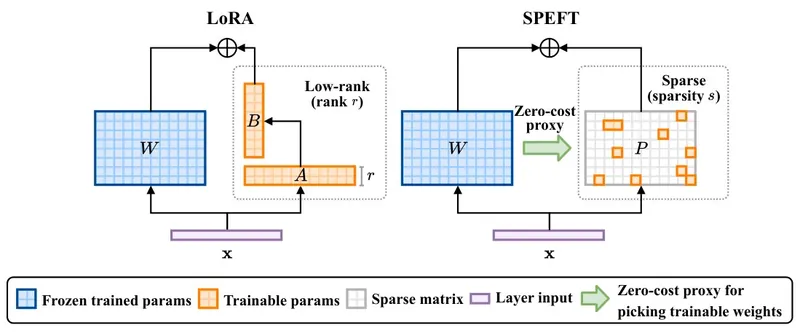 LoRA
Low-rank
(rank r)
B
W
A
r
x
SPEFT
Sparse
(sparsity s)
Zero-cost
proxy
W
P
x
Frozen trained params
Trainable params
Sparse matrix
Layer input
Zero-cost proxy for
picking trainable weights